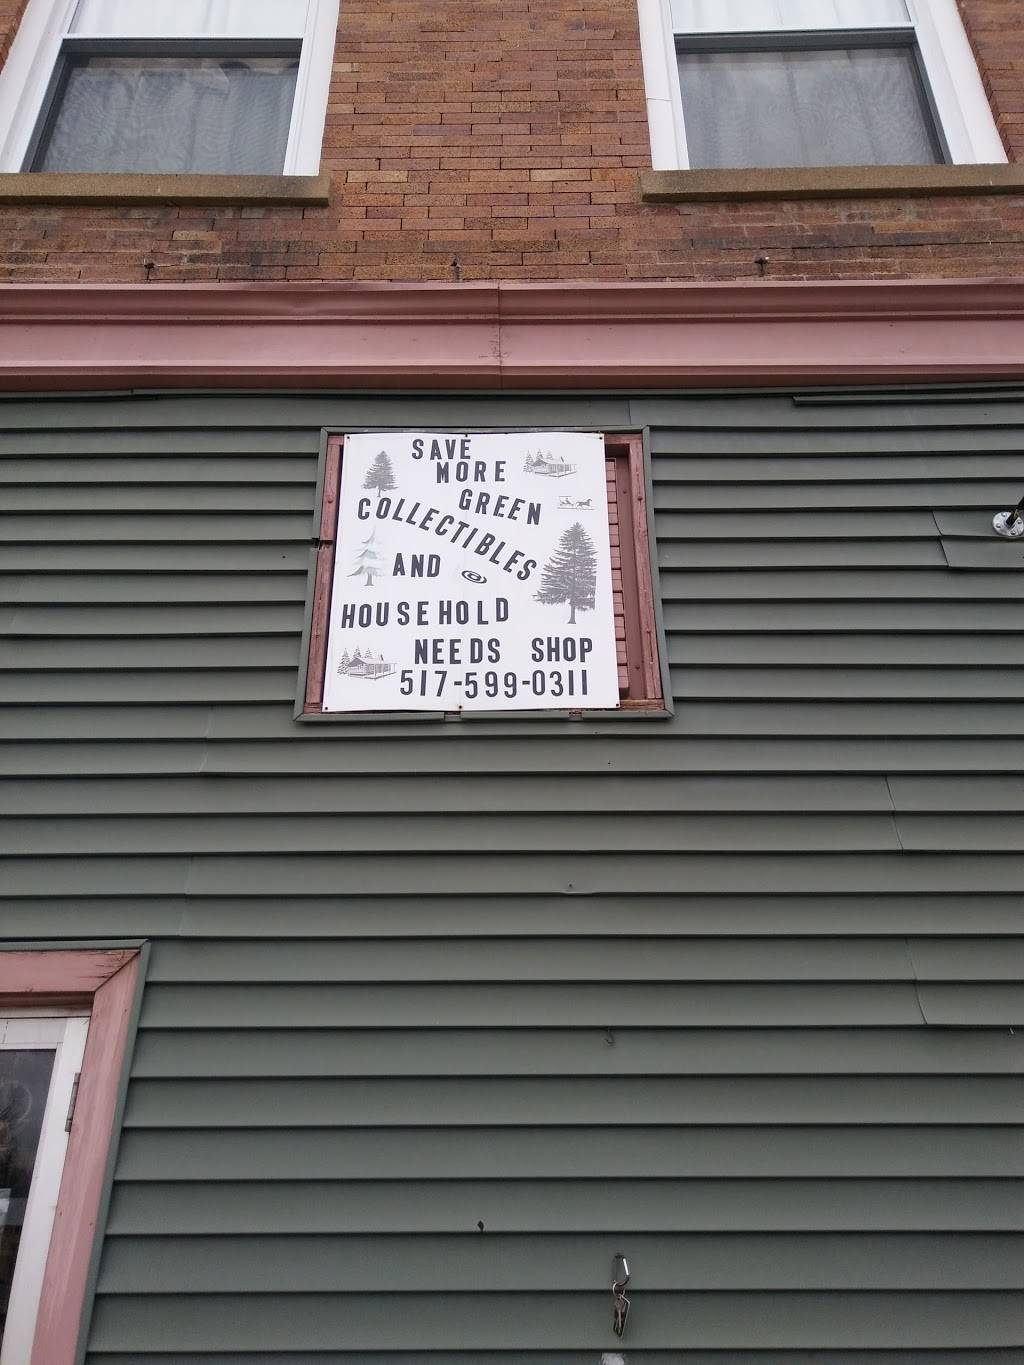 SAVE
MORE
GREEN
COLLECTIBLES
AND
HOUSEHOLD
NEEDS SHOP
517-599-0311